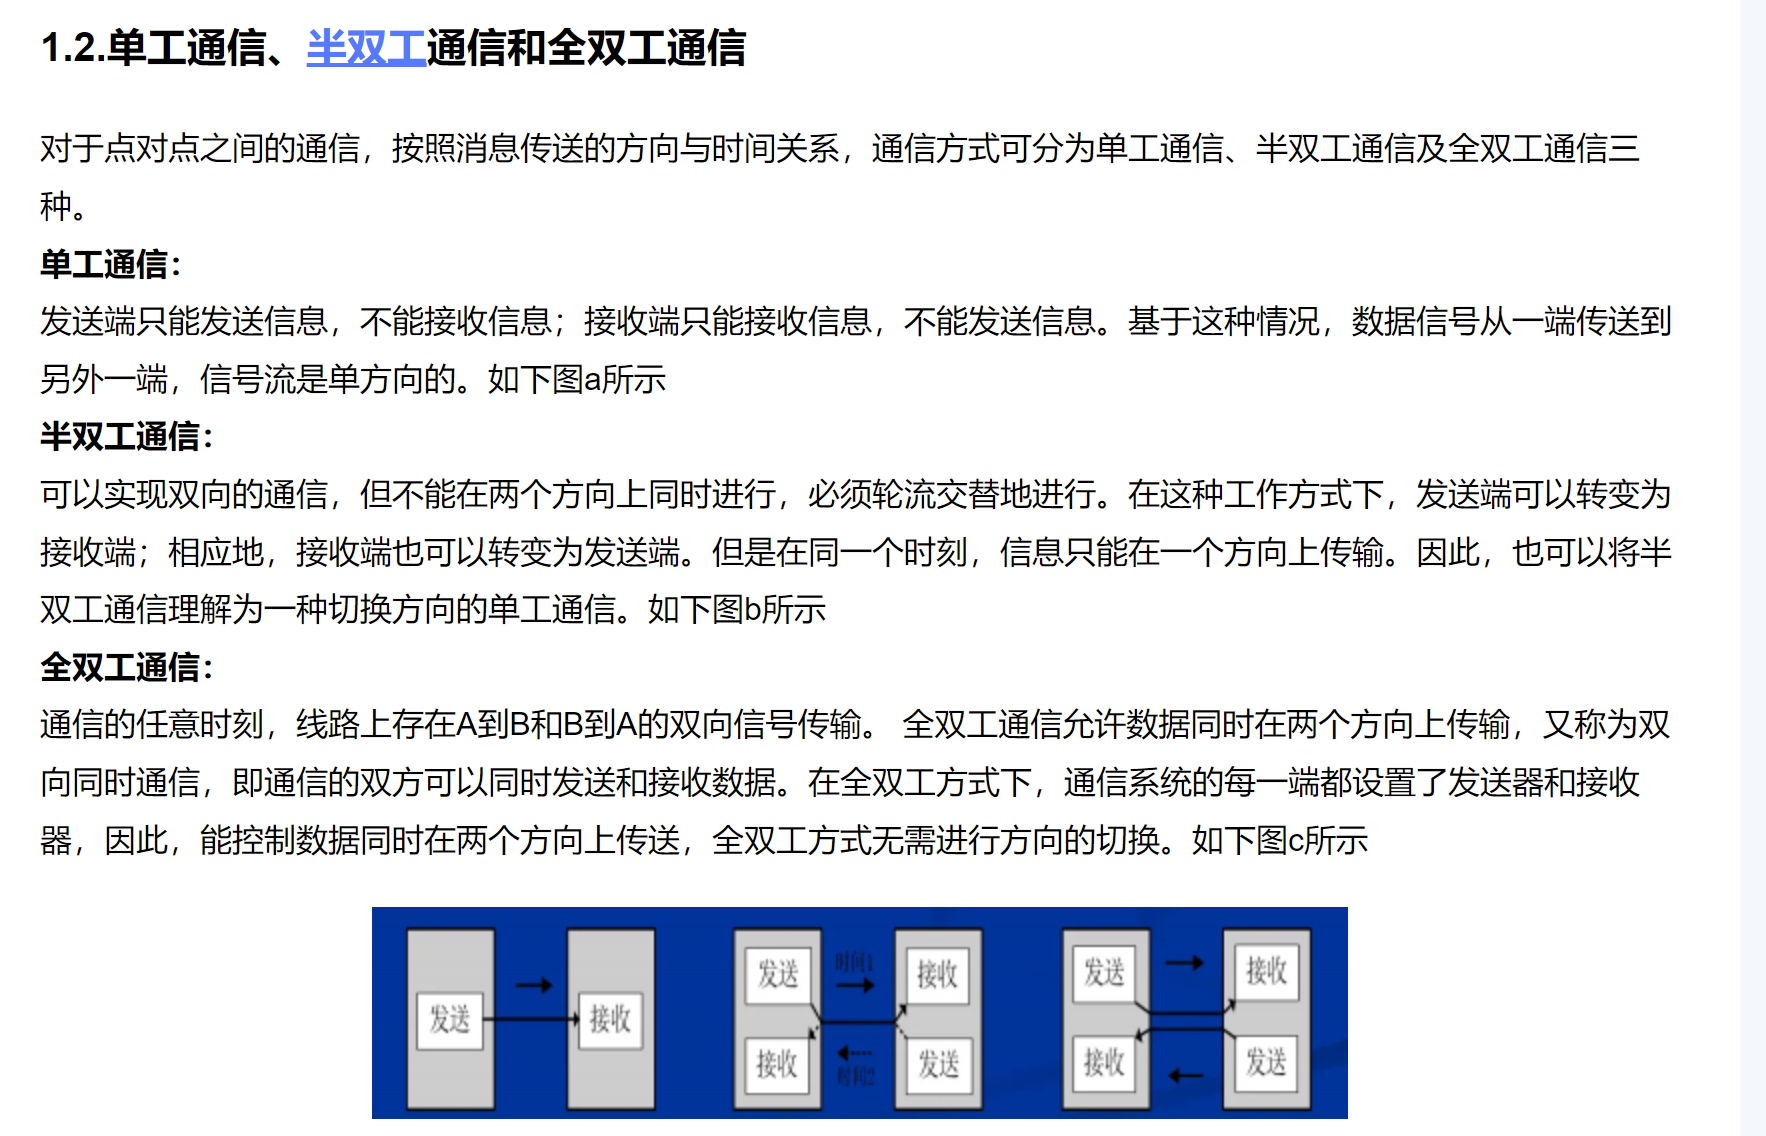 1.2.单工通信、半双工通信和全双工通信
对于点对点之间的通信，按照消息传送的方向与时间关系，通信方式可分为单工通信、半双工通信及全双工通信三
种。
单工通信：
发送端只能发送信息，不能接收信息；接收端只能接收信息，不能发送信息。基于这种情况，数据信号从一端传送到
另外一端，信号流是单方向的。如下图a所示
半双工通信：
可以实现双向的通信，但不能在两个方向上同时进行，必须轮流交替地进行。在这种工作方式下，发送端可以转变为
接收端；相应地，接收端也可以转变为发送端。但是在同一个时刻，信息只能在一个方向上传输。因此，也可以将半
双工通信理解为一种切换方向的单工通信。如下图b所示
全双工通信：
通信的任意时刻，线路上存在A到B和B到A的双向信号传输。 全双工通信允许数据同时在两个方向上传输，又称为双
向同时通信，即通信的双方可以同时发送和接收数据。在全双工方式下，通信系统的每一端都设置了发送器和接收
器，因此，能控制数据同时在两个方向上传送，全双工方式无需进行方向的切换。如下图c所示
发送
接收
发送
时间1
接收
接收
时间2
发送
发送
接收
接收
发送